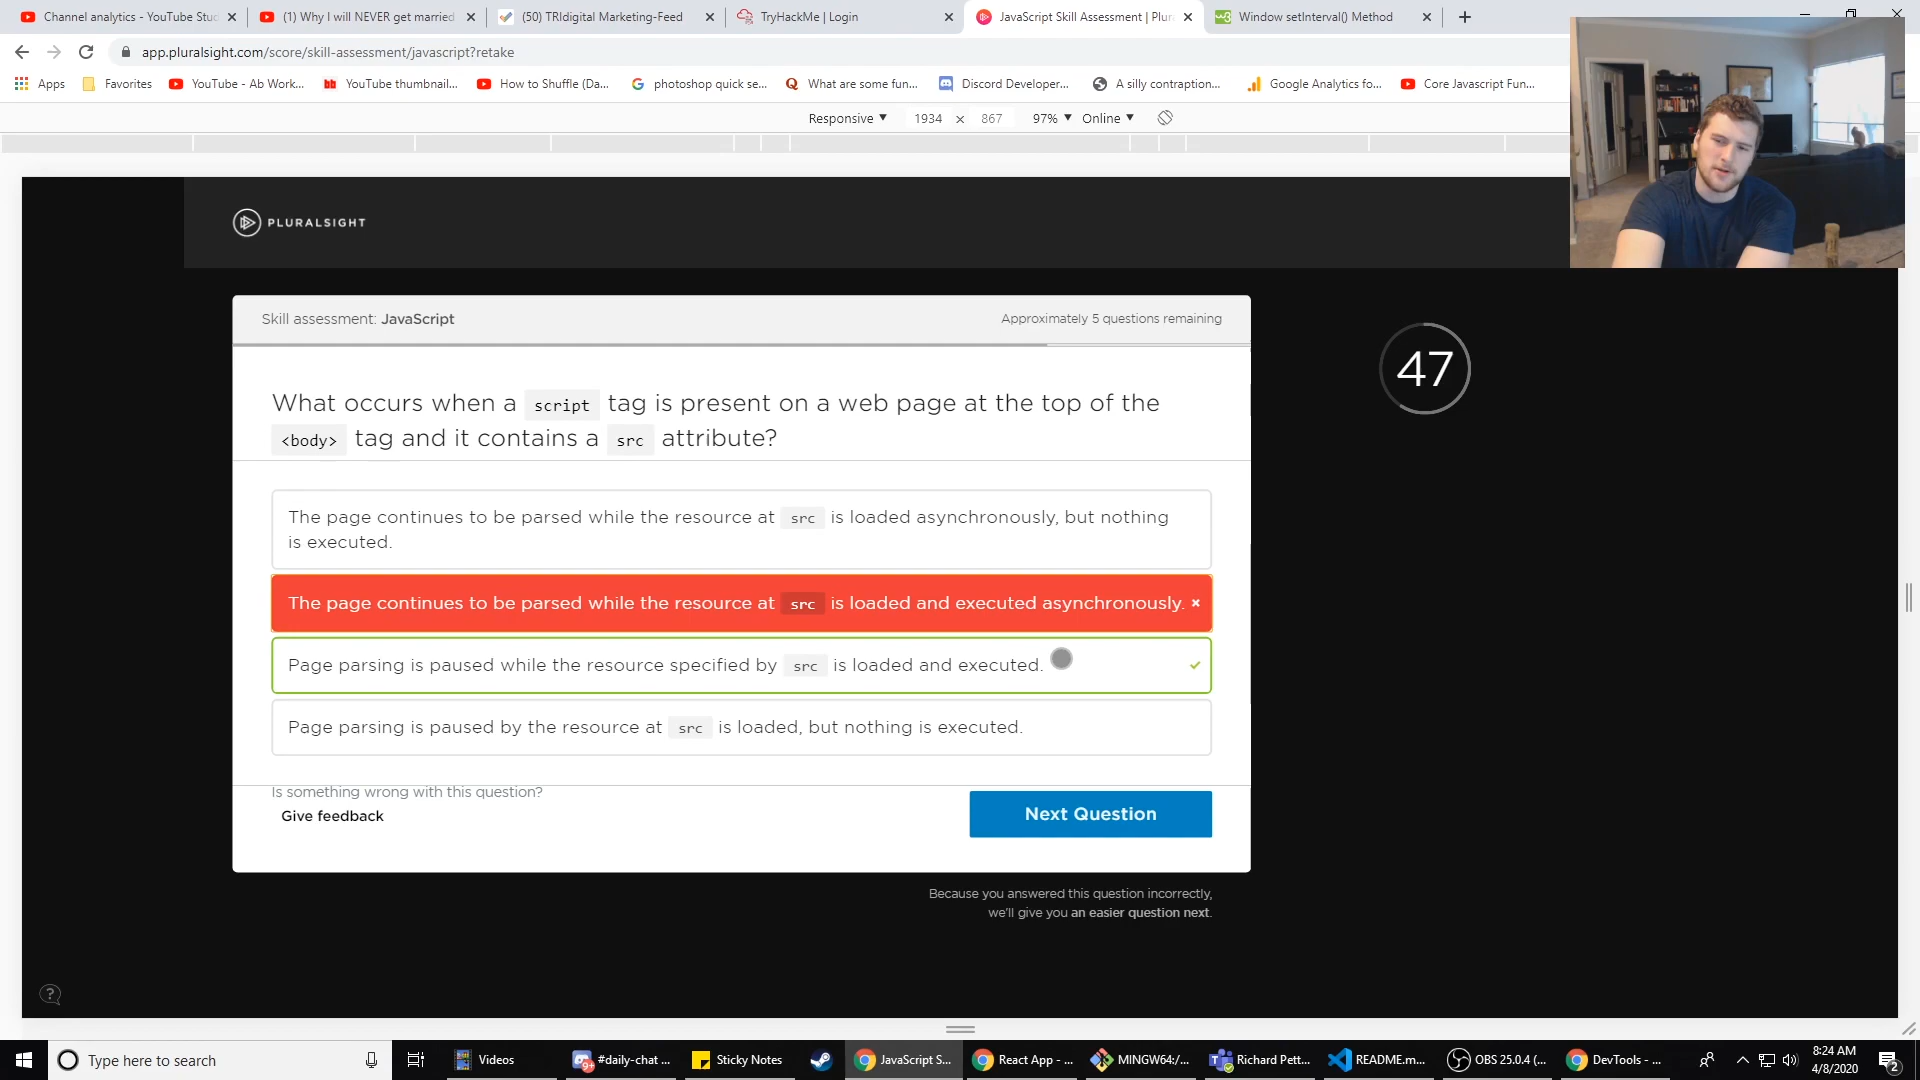 Channel analytics - YouTube Stu
(1) Why I will NEVER get married
(50) TRIdigital Marketing-Feed
TryHackMe | Login
JavaScript Skill Assessment | Plur
Window setInterval() Method
app.pluralsight.com/score/skill-assessment/javascript?retake
Apps
Favorites
YouTube - Ab Work...
YouTube thumbnail...
How to Shuffle (Da...
photoshop quick se...
What are some fun...
Discord Developer...
A silly contraption...
Google Analytics fo...
Core Javascript Fun...
Responsive
1934 x 867
97%
Online
PLURALSIGHT
Skill assessment: JavaScript
Approximately 5 questions remaining
47
What occurs when a script tag is present on a web page at the top of the
<body> tag and it contains a src attribute?
The page continues to be parsed while the resource at src is loaded asynchronously, but nothing
is executed.
The page continues to be parsed while the resource at src is loaded and executed asynchronously.
Page parsing is paused while the resource specified by src is loaded and executed.
Page parsing is paused by the resource at src is loaded, but nothing is executed.
Is something wrong with this question?
Give feedback
Next Question
Because you answered this question incorrectly,
we'll give you an easier question next.
?
Type here to search
Videos
9+
#daily-chat ...
Sticky Notes
JavaScript S...
React App - ...
MINGW64:/...
Richard Pett...
README.m...
OBS 25.0.4 (...
DevTools - ...
8:24 AM
4/8/2020
2